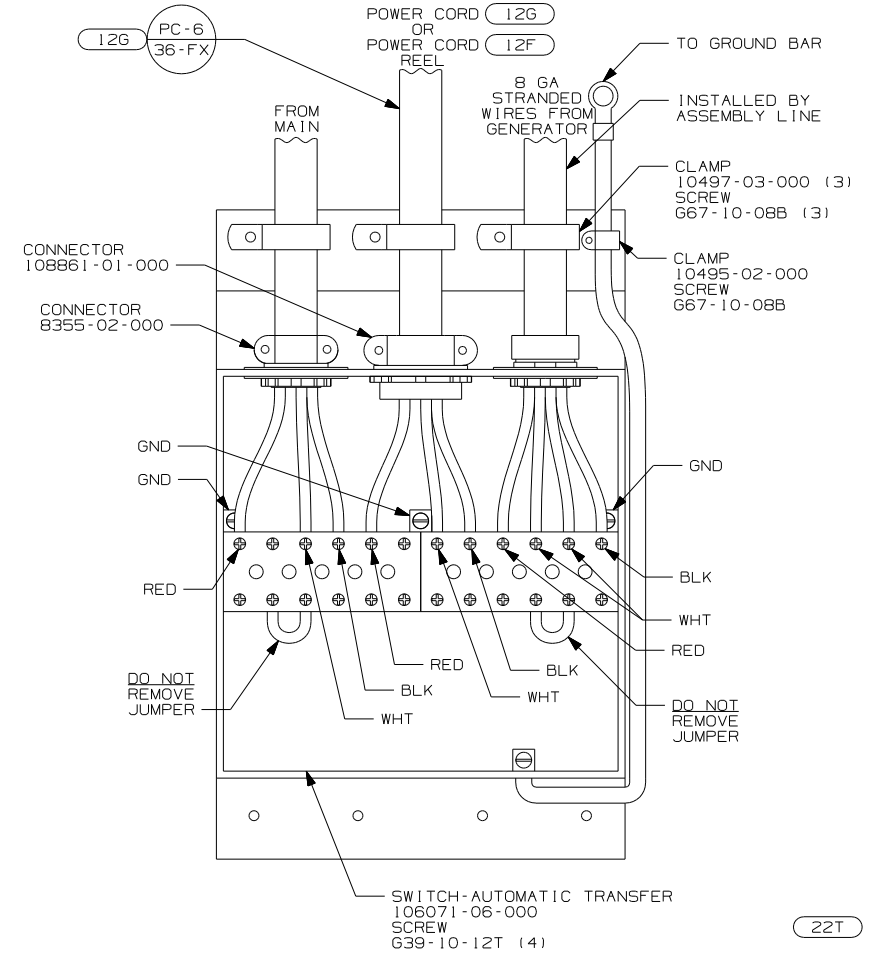 POWER CORD 12G
OR
POWER CORD 12F
REEL
12G
PC-6
36-FX
TO GROUND BAR
8 GA
STRANDED
WIRES FROM
GENERATOR
INSTALLED BY
ASSEMBLY LINE
FROM
MAIN
CLAMP
10497-03-000 (3)
SCREW
G67-10-08B (3)
CONNECTOR
108861-01-000
CLAMP
10495-02-000
SCREW
G67-10-08B
CONNECTOR
8355-02-000
GND
GND
GND
RED
BLK
WHT
RED
RED
BLK
BLK
WHT
WHT
DO NOT
REMOVE
JUMPER
DO NOT
REMOVE
JUMPER
SWITCH-AUTOMATIC TRANSFER
106071-06-000
SCREW
G39-10-12T (4)
22T